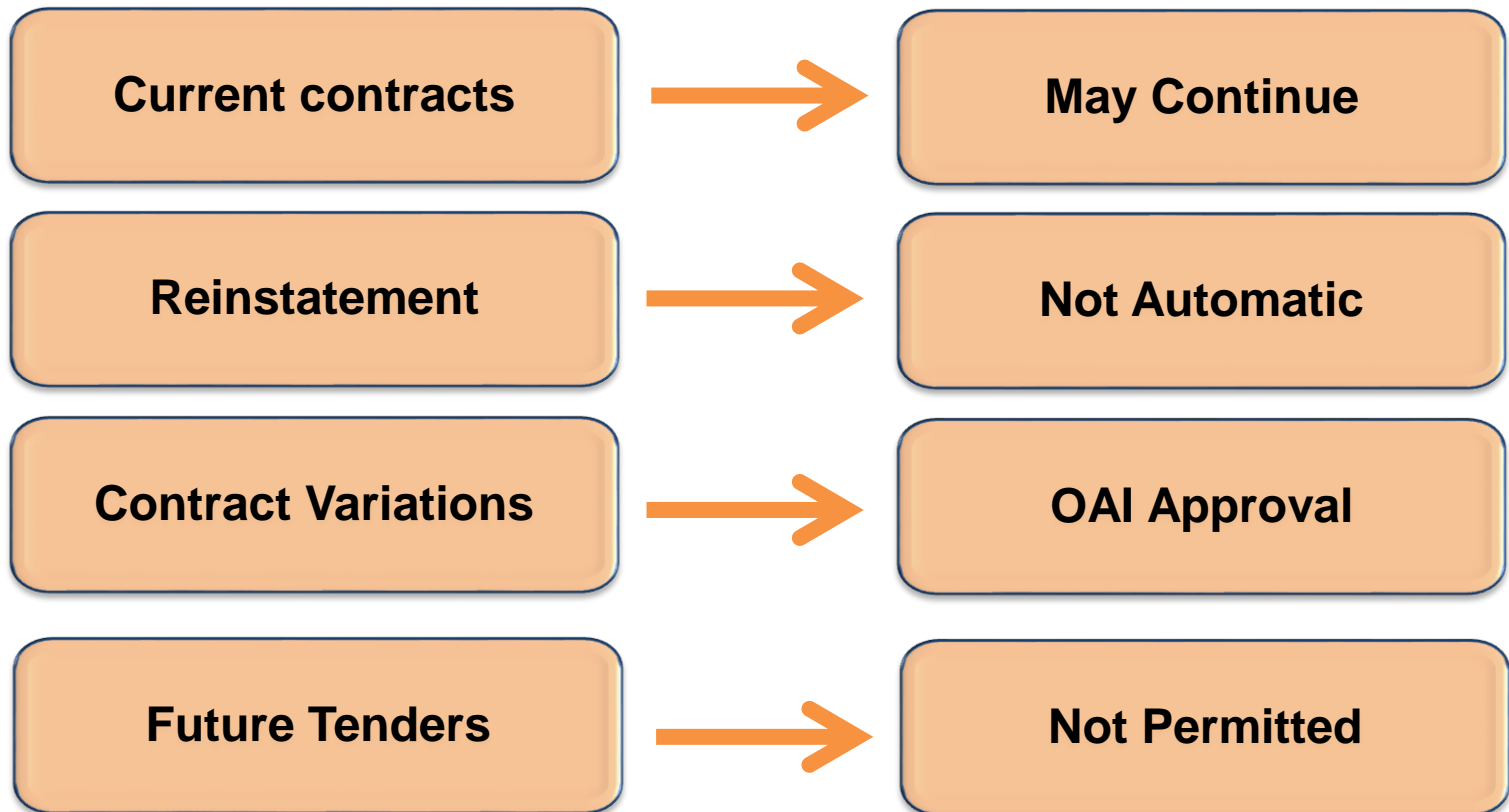 Current contracts
May Continue
Reinstatement
Not Automatic
Contract Variations
OAI Approval
Future Tenders
Not Permitted